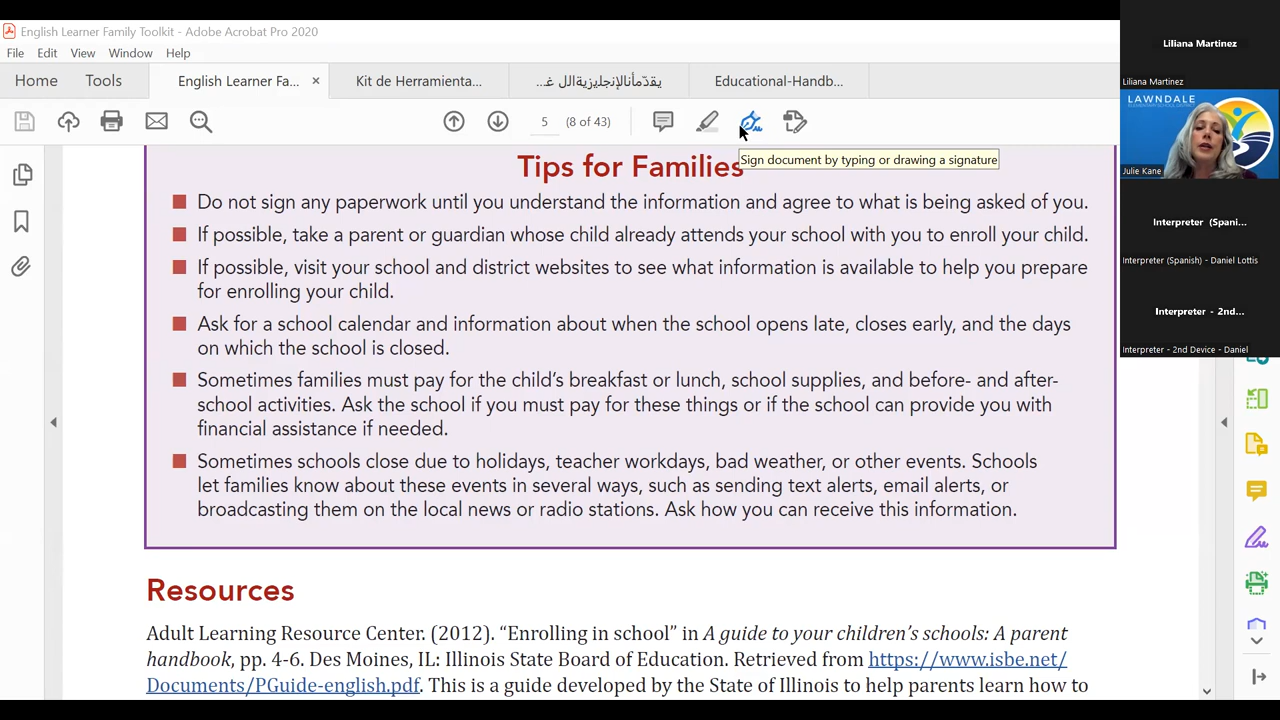 English Learner Family Toolkit - Adobe Acrobat Pro 2020
File Edit View Window Help
Home Tools English Learner Fa... × Kit de Herramienta... يقدّمأنالإنجليزيةالل غ... Educational-Handb...
5 (8 of 43)
Sign document by typing or drawing a signature
Tips for Families
Do not sign any paperwork until you understand the information and agree to what is being asked of you.
If possible, take a parent or guardian whose child already attends your school with you to enroll your child.
If possible, visit your school and district websites to see what information is available to help you prepare
for enrolling your child.
Ask for a school calendar and information about when the school opens late, closes early, and the days
on which the school is closed.
Sometimes families must pay for the child's breakfast or lunch, school supplies, and before- and after-
school activities. Ask the school if you must pay for these things or if the school can provide you with
financial assistance if needed.
Sometimes schools close due to holidays, teacher workdays, bad weather, or other events. Schools
let families know about these events in several ways, such as sending text alerts, email alerts, or
broadcasting them on the local news or radio stations. Ask how you can receive this information.
Resources
Adult Learning Resource Center. (2012). “Enrolling in school” in A guide to your children’s schools: A parent
handbook, pp. 4-6. Des Moines, IL: Illinois State Board of Education. Retrieved from https://www.isbe.net/
Documents/PGuide-english.pdf. This is a guide developed by the State of Illinois to help parents learn how to
Liliana Martinez
Liliana Martinez
LAWNDALE
Julie Kane
Interpreter (Spani...
Interpreter (Spanish) - Daniel Lottis
Interpreter - 2nd...
Interpreter - 2nd Device - Daniel